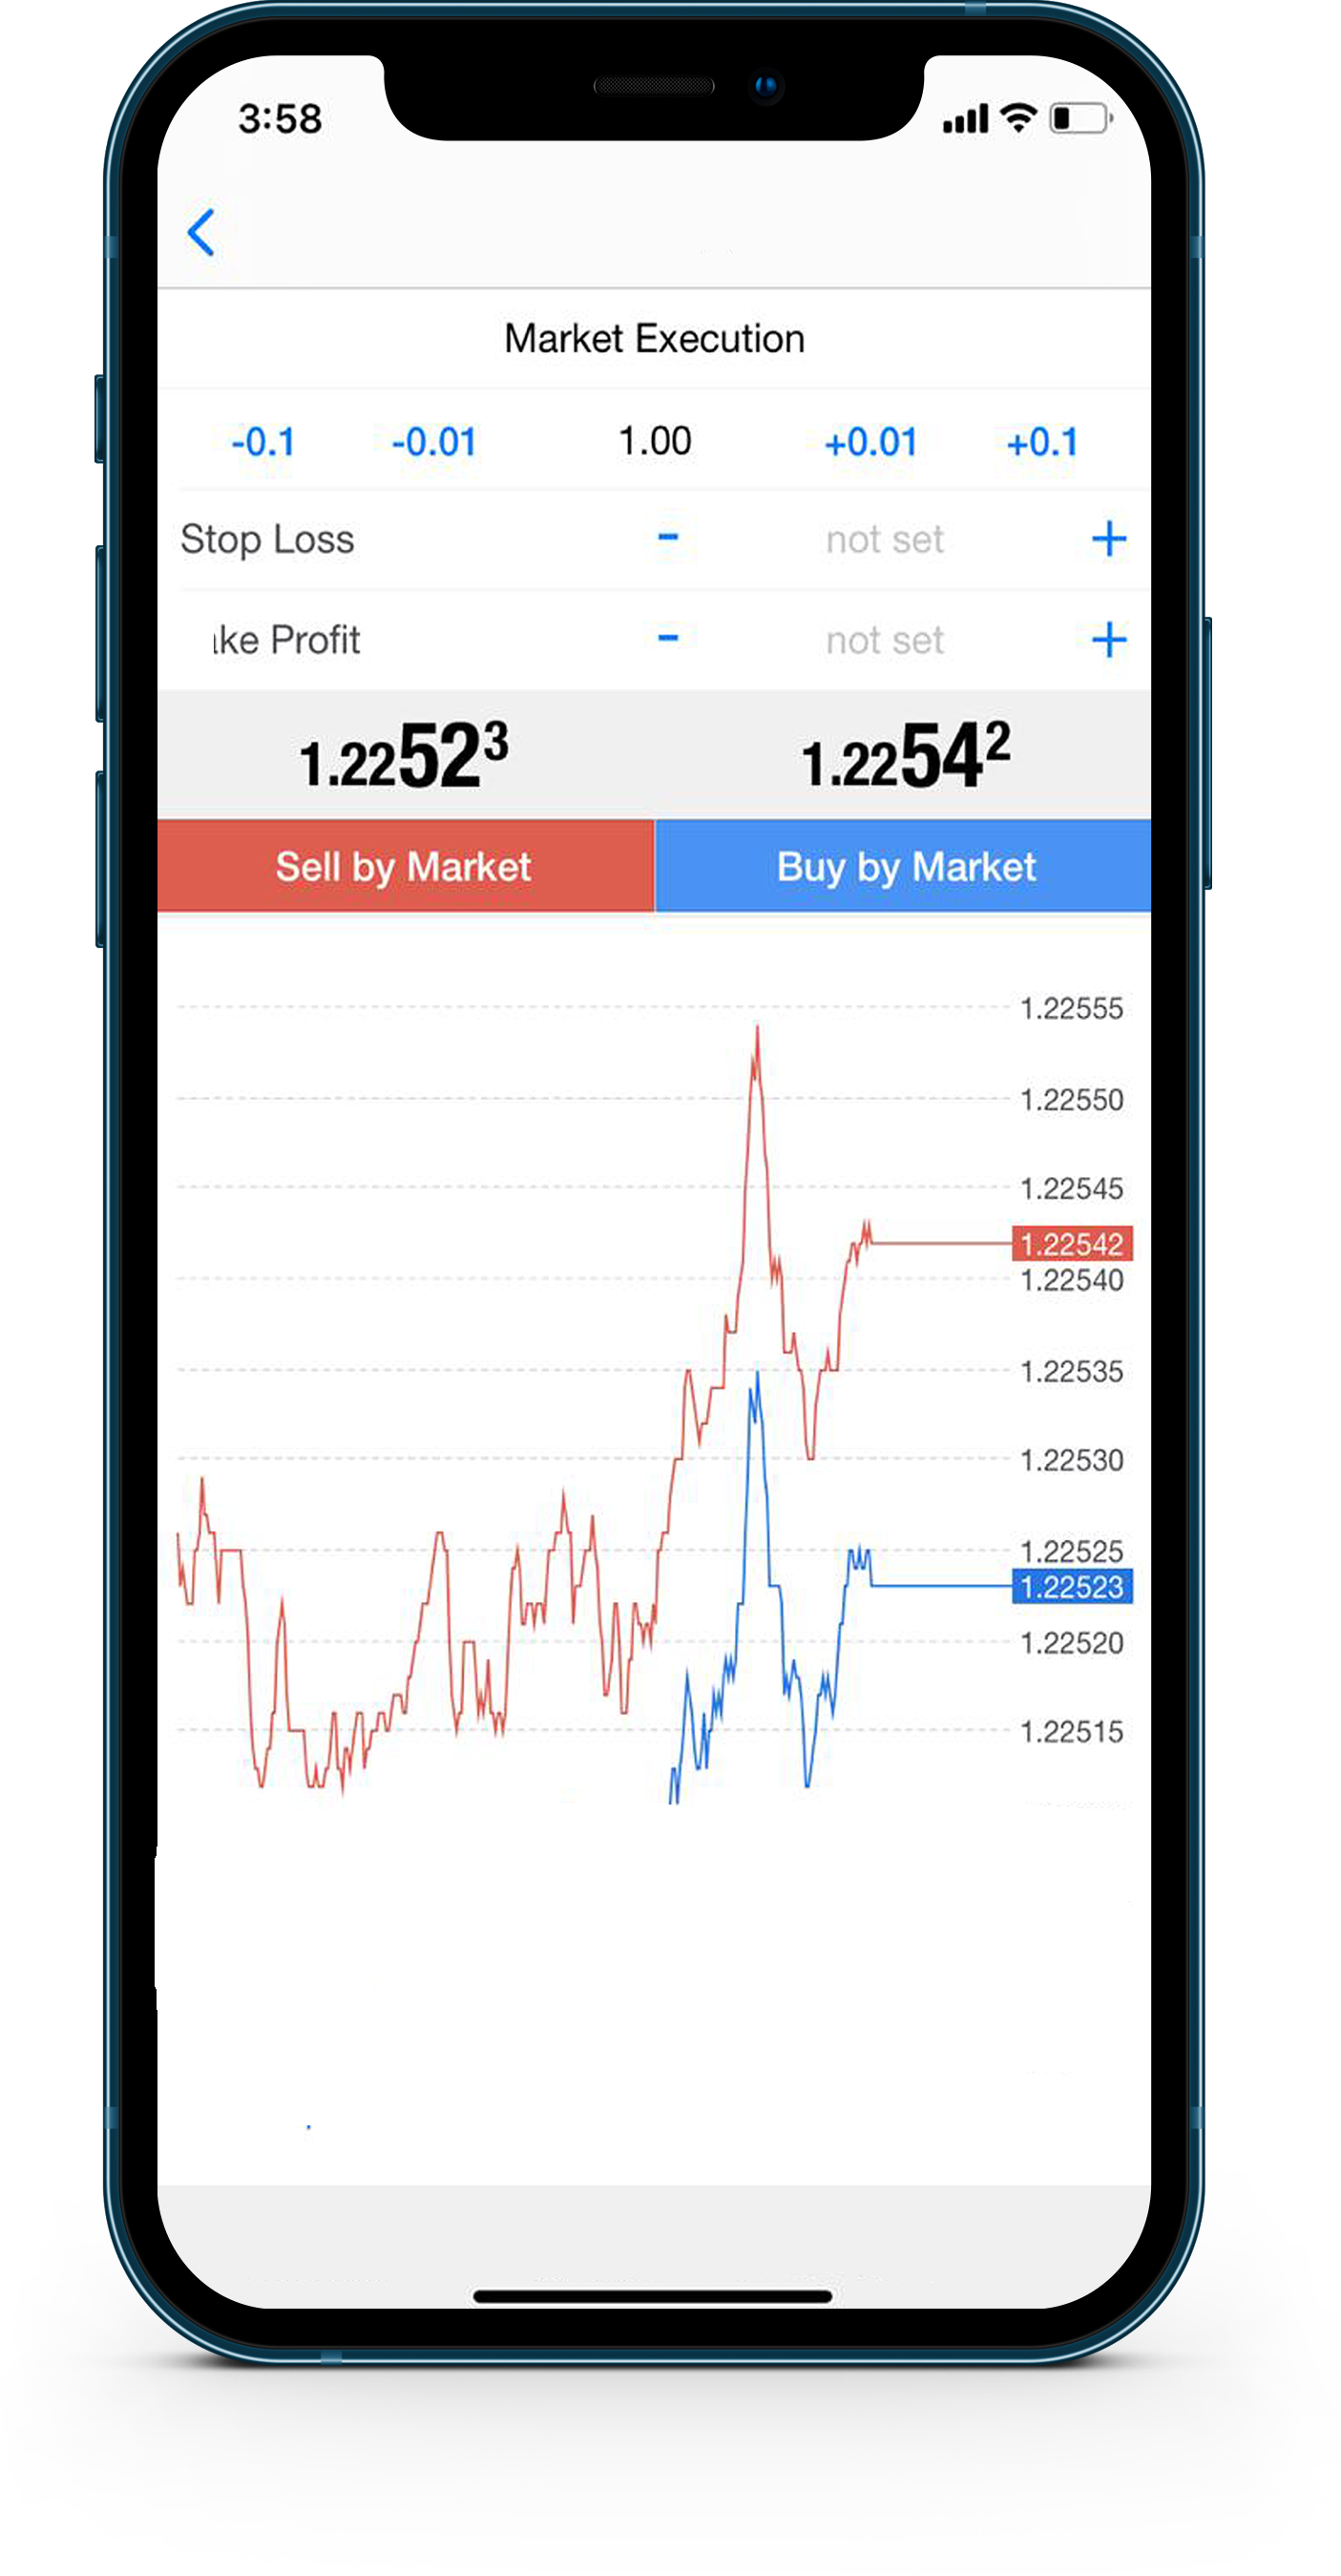 3:58
Market Execution
-0.1 -0.01 1.00 +0.01 +0.1
Stop Loss - not set +
ke Profit - not set +
1.22523 1.22542
Sell by Market Buy by Market
1.22555
1.22550
1.22545
1.22542
1.22540
1.22535
1.22530
1.22525
1.22523
1.22520
1.22515